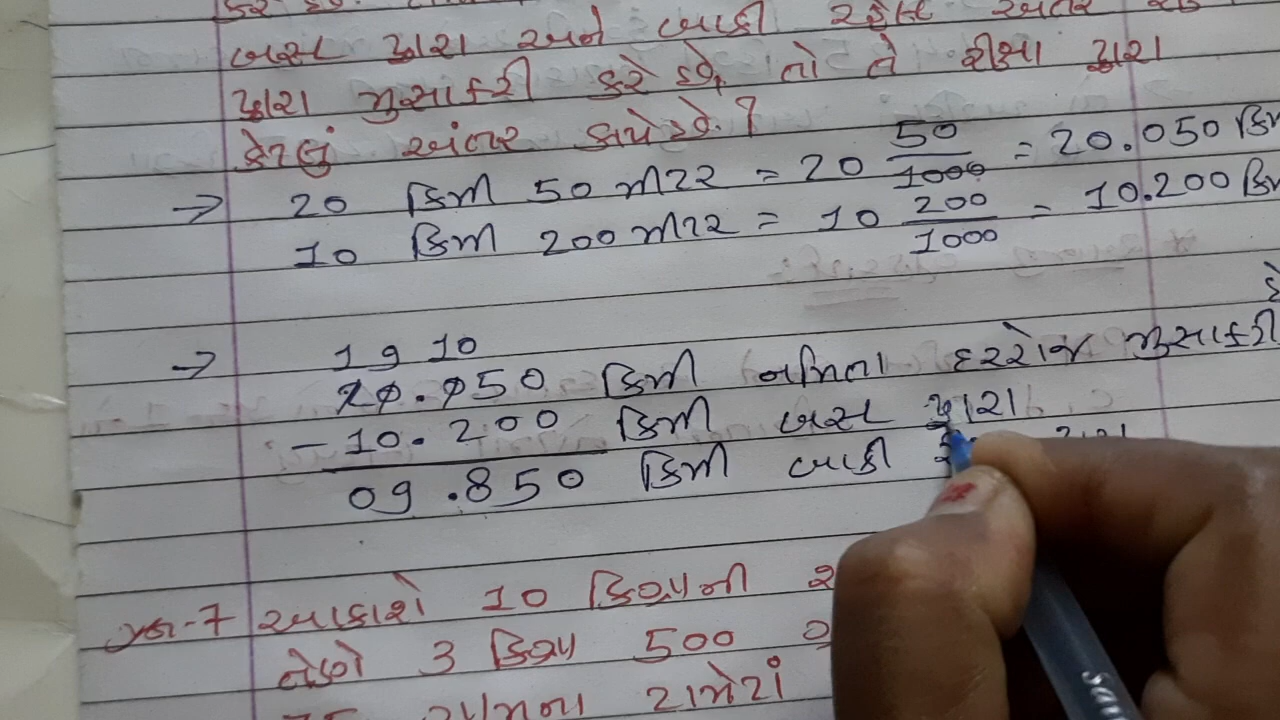 બસ દ્વારા અને બાકી રહેલ અંતર
દ્વારા મુસાફરી કરે છે, તો તે રીક્ષા દ્વારા
કેટલું અંતર કાપે છે. ?
→ 20 કિમી 50 મીટર = 20 50/1000 = 20.050 કિમ
10 કિમી 200 મીટર = 10 200/1000 = 10.200 કિમ
→ 1 9 10
20.050 કિમી દરરોજ મુસાફરી
- 10.200 કિમી બસ દ્વારા
09.850 કિમી બાકી
-7 આકાશે 10 કિગ્રાની
તેણે 3 કિગ્રા 500
ટામેટાં